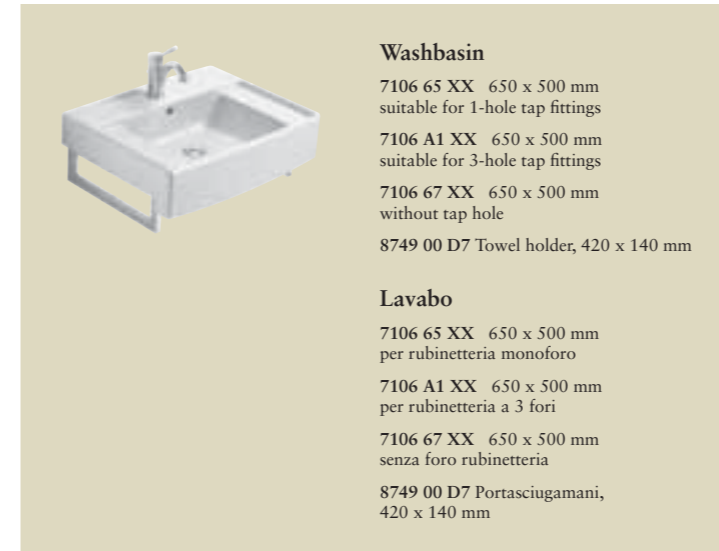 Washbasin
7106 65 XX 650 x 500 mm
suitable for 1-hole tap fittings
7106 A1 XX 650 x 500 mm
suitable for 3-hole tap fittings
7106 67 XX 650 x 500 mm
without tap hole
8749 00 D7 Towel holder, 420 x 140 mm
Lavabo
7106 65 XX 650 x 500 mm
per rubinetteria monoforo
7106 A1 XX 650 x 500 mm
per rubinetteria a 3 fori
7106 67 XX 650 x 500 mm
senza foro rubinetteria
8749 00 D7 Portasciugamani,
420 x 140 mm